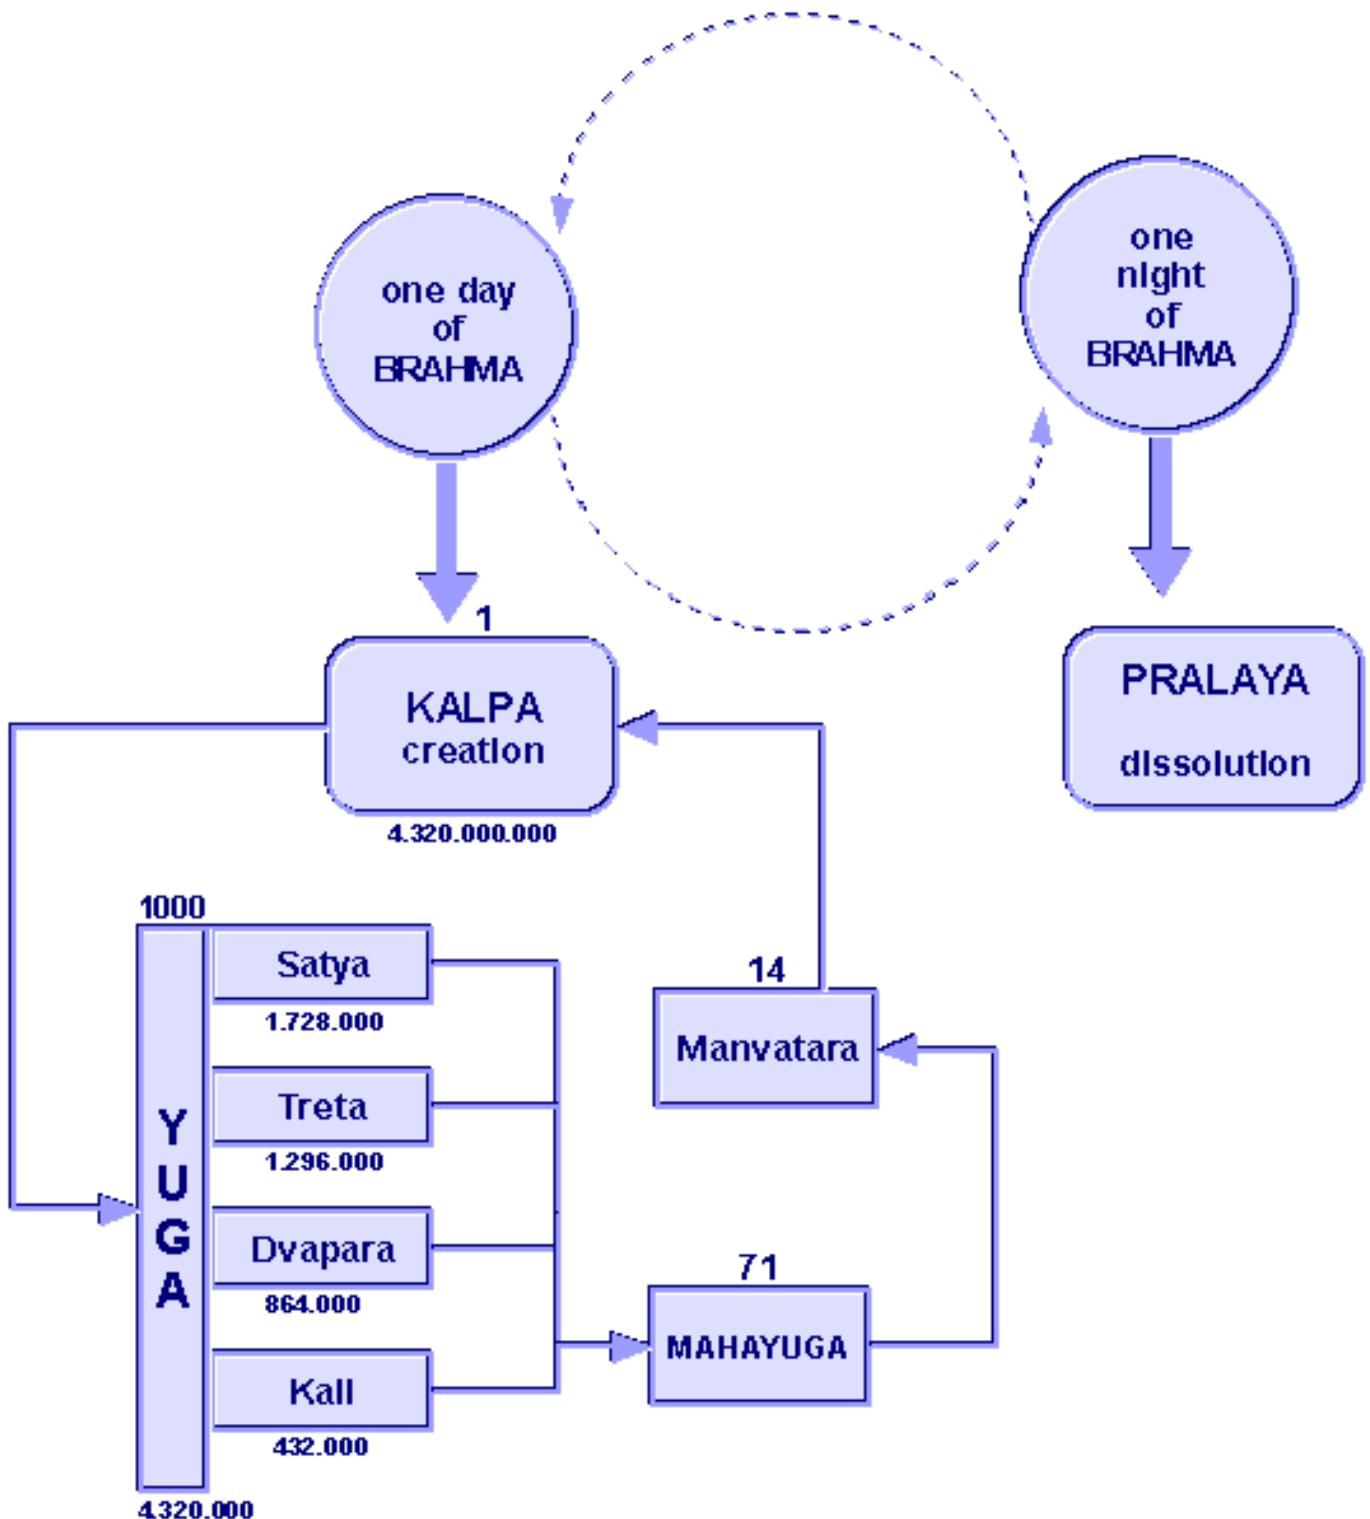 one day
of
BRAHMA
one
night
of
BRAHMA
1
KALPA
creation
4.320.000.000
PRALAYA
dissolution
1000
YUGA
Satya
1.728.000
Treta
1.296.000
Dvapara
864.000
Kali
432.000
4.320.000
14
Manvatara
71
MAHAYUGA